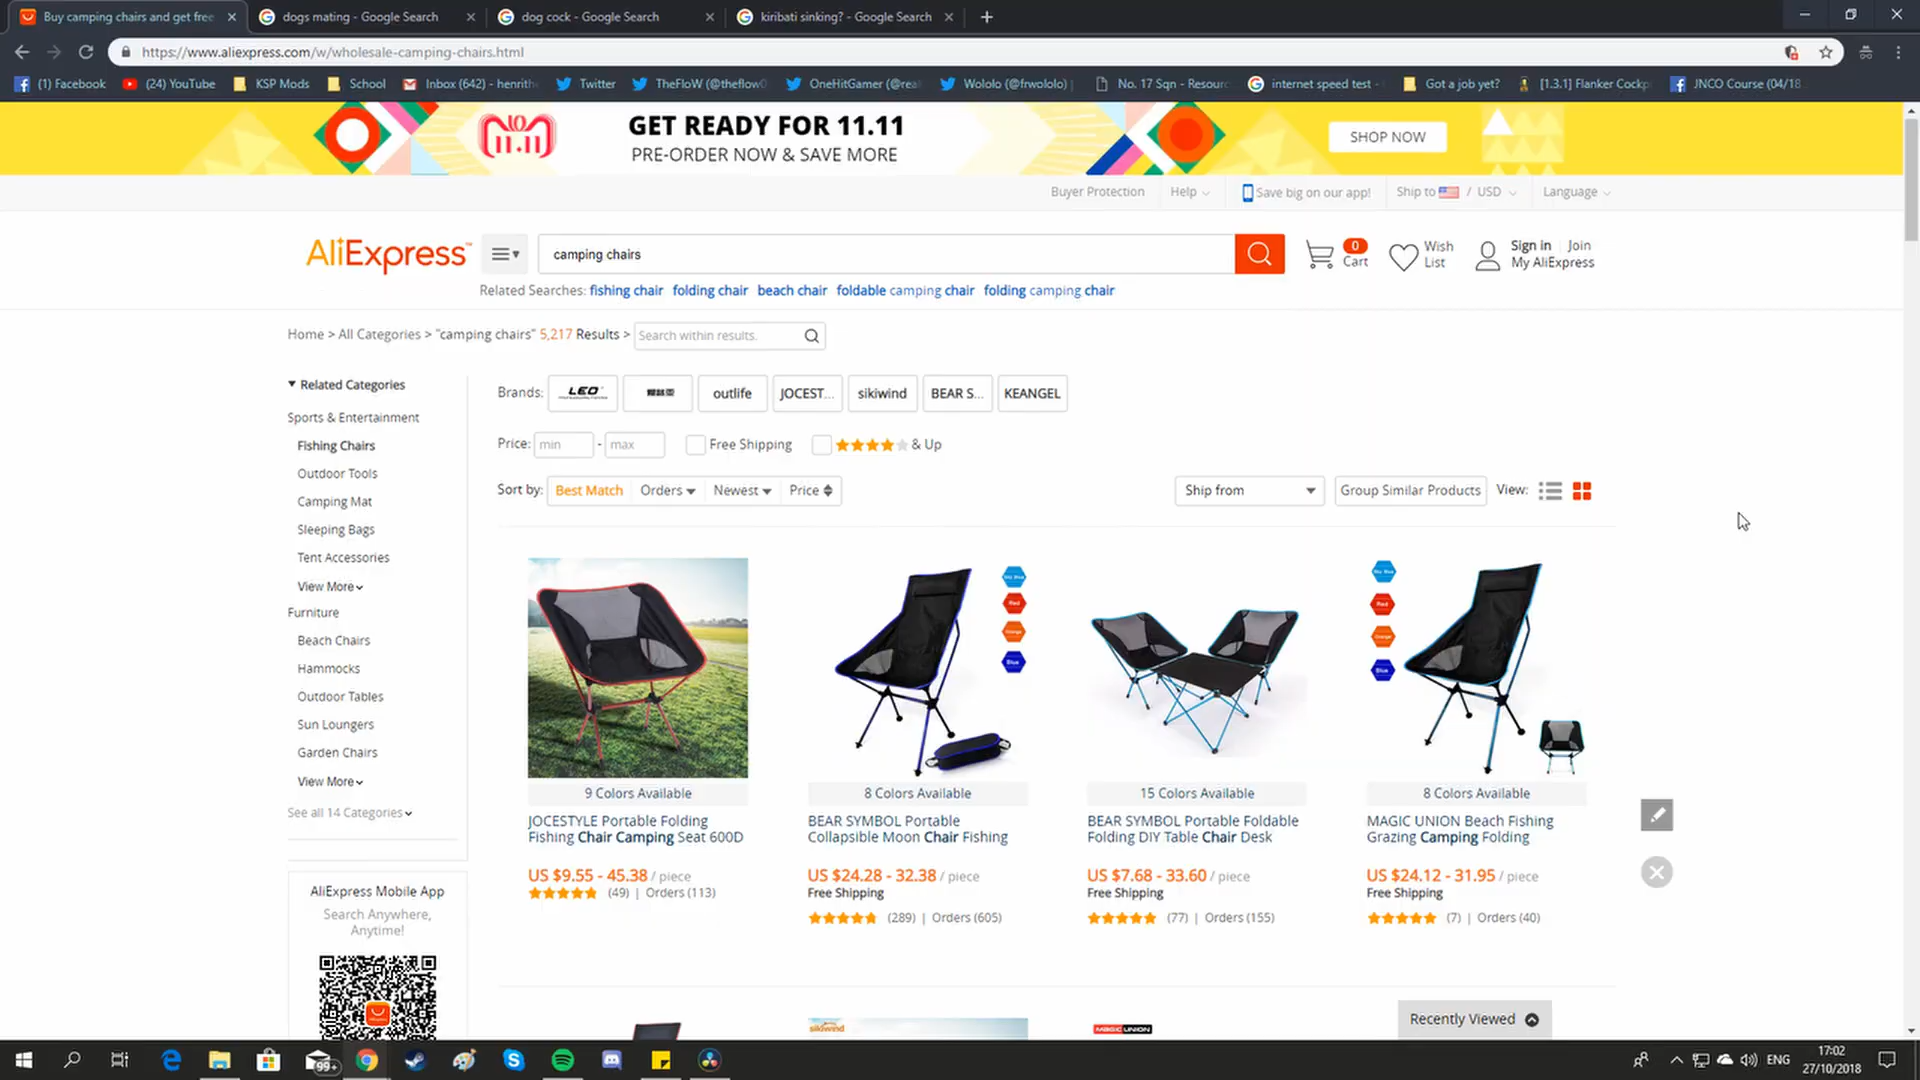 Buy camping chairs and get free
dogs mating - Google Search
dog cock - Google Search
kiribati sinking? - Google Search
https://www.aliexpress.com/w/wholesale-camping-chairs.html
(1) Facebook
(24) YouTube
KSP Mods
School
Inbox (642) - henrith
Twitter
TheFloW (@theflow0
OneHitGamer (@rea
Wololo (@frwololo) |
No. 17 Sqn - Resourc
internet speed test -
Got a job yet?
[1.3.1] Flanker Cockp
JNCO Course (04/18
11.11
GET READY FOR 11.11
PRE-ORDER NOW & SAVE MORE
SHOP NOW
Buyer Protection
Help
Save big on our app!
Ship to / USD
Language
AliExpress™
camping chairs
0
Cart
Wish
List
Sign in | Join
My AliExpress
Related Searches: fishing chair folding chair beach chair foldable camping chair folding camping chair
Home > All Categories > "camping chairs" 5,217 Results > Search within results.
Related Categories
Sports & Entertainment
Fishing Chairs
Outdoor Tools
Camping Mat
Sleeping Bags
Tent Accessories
View More
Furniture
Beach Chairs
Hammocks
Outdoor Tables
Sun Loungers
Garden Chairs
View More
See all 14 Categories
AliExpress Mobile App
Search Anywhere,
Anytime!
Brands: LEO outlife JOCEST... sikiwind BEAR S... KEANGEL
Price: min - max Free Shipping & Up
Sort by: Best Match Orders Newest Price
Ship from
Group Similar Products
View:
9 Colors Available
JOCESTYLE Portable Folding
Fishing Chair Camping Seat 600D
US $9.55 - 45.38 / piece
(49) | Orders (113)
Sky Blue
Red
Orange
Blue
8 Colors Available
BEAR SYMBOL Portable
Collapsible Moon Chair Fishing
US $24.28 - 32.38 / piece
Free Shipping
(289) | Orders (605)
15 Colors Available
BEAR SYMBOL Portable Foldable
Folding DIY Table Chair Desk
US $7.68 - 33.60 / piece
Free Shipping
(77) | Orders (155)
Sky Blue
Red
Orange
Blue
8 Colors Available
MAGIC UNION Beach Fishing
Grazing Camping Folding
US $24.12 - 31.95 / piece
Free Shipping
(7) | Orders (40)
sikiwind
MAGIC UNION
Recently Viewed
99+
ENG
17:02
27/10/2018